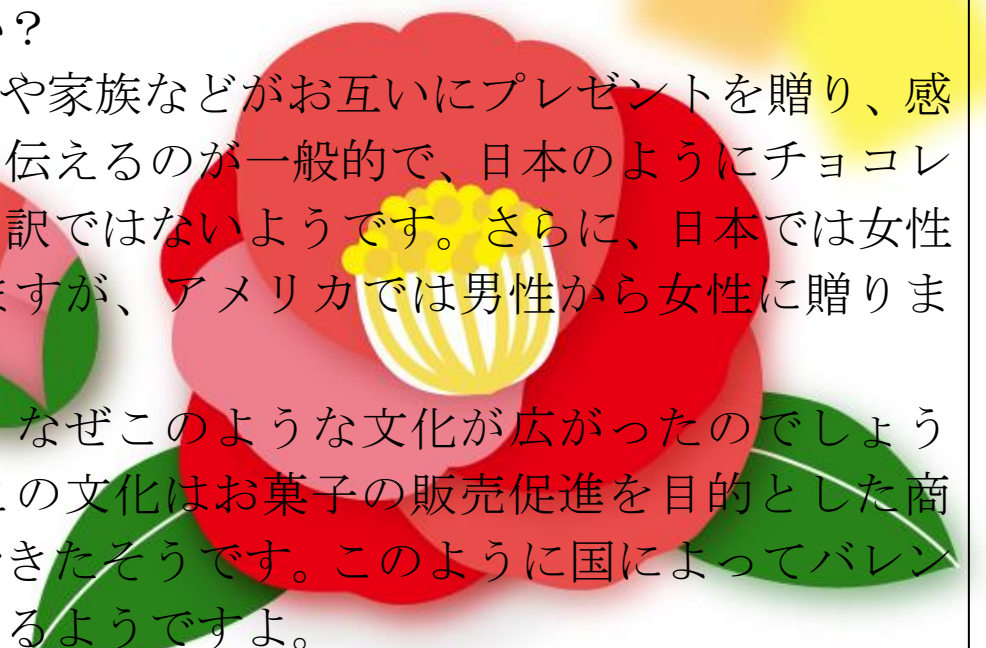 い？
や家族などがお互いにプレゼントを贈り、感
伝えるのが一般的で、日本のようにチョコレ
訳ではないようです。さらに、日本では女性
ますが、アメリカでは男性から女性に贈りま
なぜこのような文化が広がったのでしょう
この文化はお菓子の販売促進を目的とした商
できたそうです。このように国によってバレン
るようですよ。